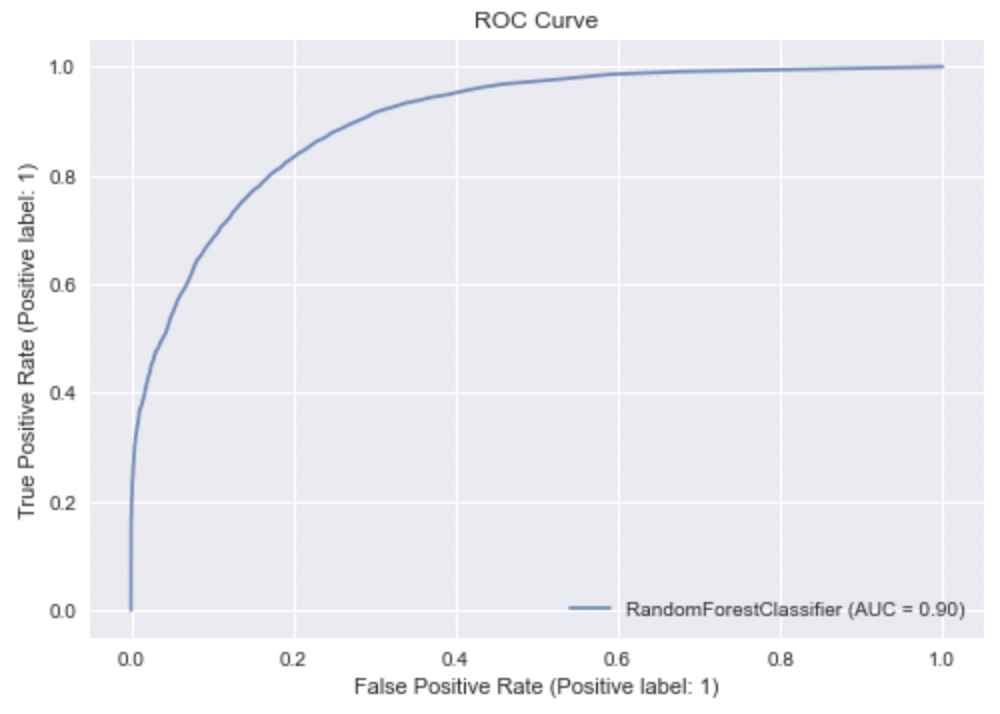 ROC Curve
True Positive Rate (Positive label: 1)
1.0
0.8
0.6
0.4
0.2
0.0
RandomForestClassifier (AUC = 0.90)
0.0 0.2 0.4 0.6 0.8 1.0
False Positive Rate (Positive label: 1)